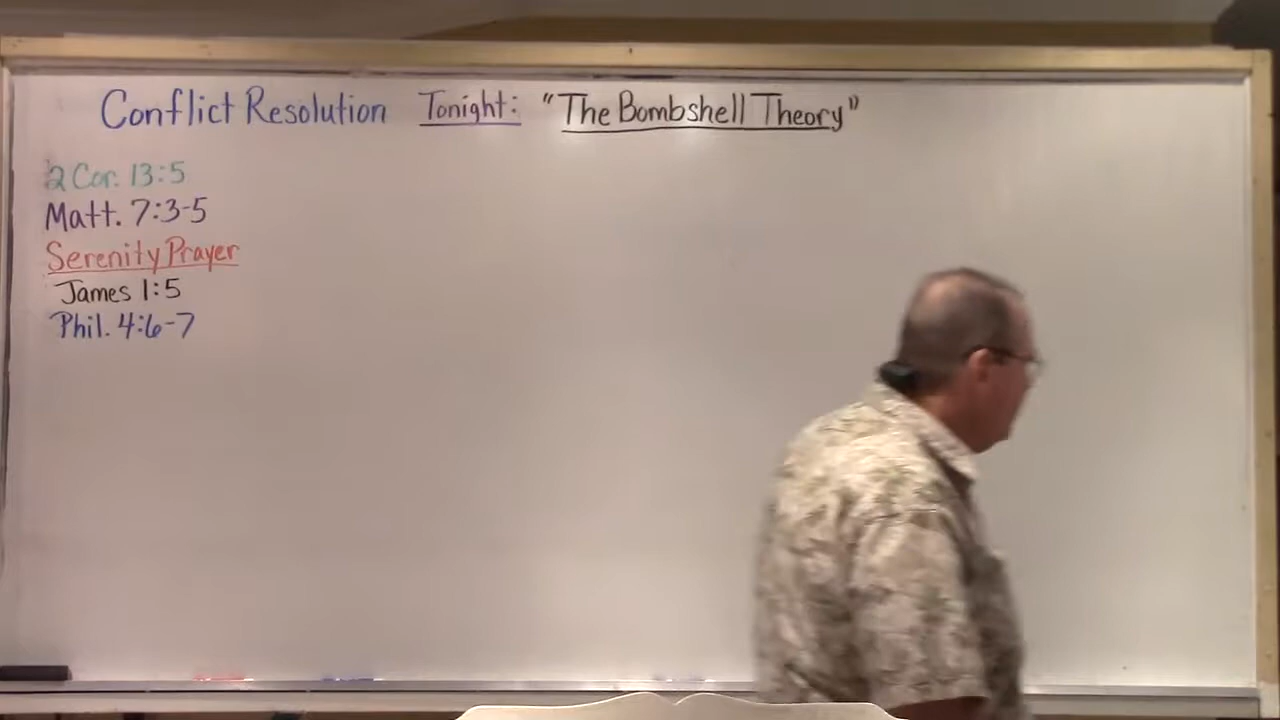 Conflict Resolution Tonight: "The Bombshell Theory"
2 Cor. 13:5
Matt. 7:3-5
Serenity Prayer
James 1:5
Phil. 4:6-7